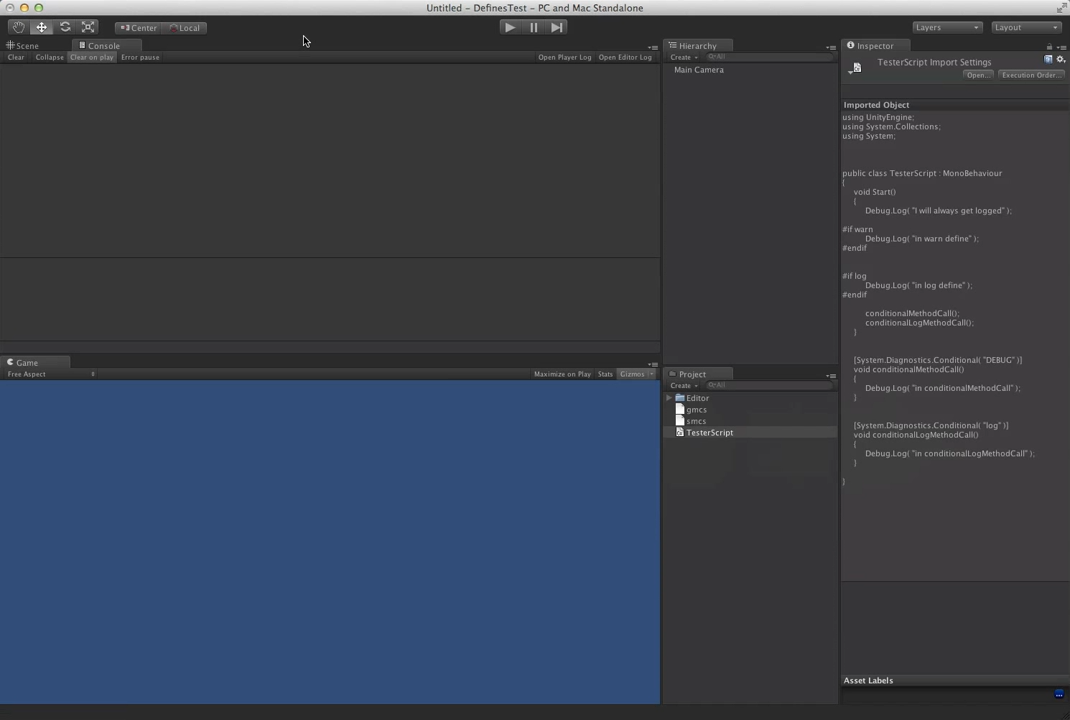 Untitled - DefinesTest - PC and Mac Standalone
Center Local
Layers Layout
Scene Console
Clear Collapse Clear on play Error pause Open Player Log Open Editor Log
Game
Free Aspect Maximize on Play Stats Gizmos
Hierarchy
Create All
Main Camera
Project
Create All
Editor
gmcs
smcs
TesterScript
Inspector
TesterScript Import Settings
Open... Execution Order...
Imported Object
using UnityEngine;
using System.Collections;
using System;
public class TesterScript : MonoBehaviour
{
void Start()
{
Debug.Log( "I will always get logged" );
#if warn
Debug.Log( "in warn define" );
#endif
#if log
Debug.Log( "in log define" );
#endif
conditionalMethodCall();
conditionalLogMethodCall();
}
[System.Diagnostics.Conditional( "DEBUG" )]
void conditionalMethodCall()
{
Debug.Log( "in conditionalMethodCall" );
}
[System.Diagnostics.Conditional( "log" )]
void conditionalLogMethodCall()
{
Debug.Log( "in conditionalLogMethodCall" );
}
}
Asset Labels